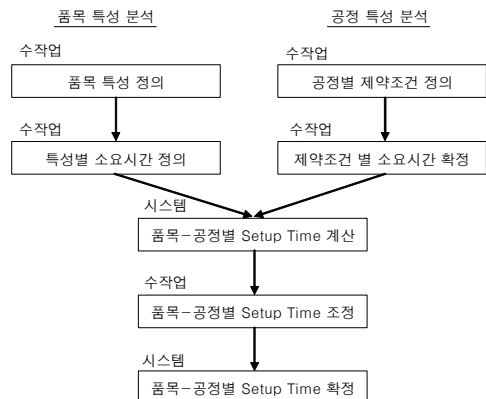 품목 특성 분석
공정 특성 분석
수작업
품목 특성 정의
수작업
공정별 제약조건 정의
수작업
특성별 소요시간 정의
수작업
제약조건 별 소요시간 확정
시스템
품목-공정별 Setup Time 계산
수작업
품목-공정별 Setup Time 조정
시스템
품목-공정별 Setup Time 확정